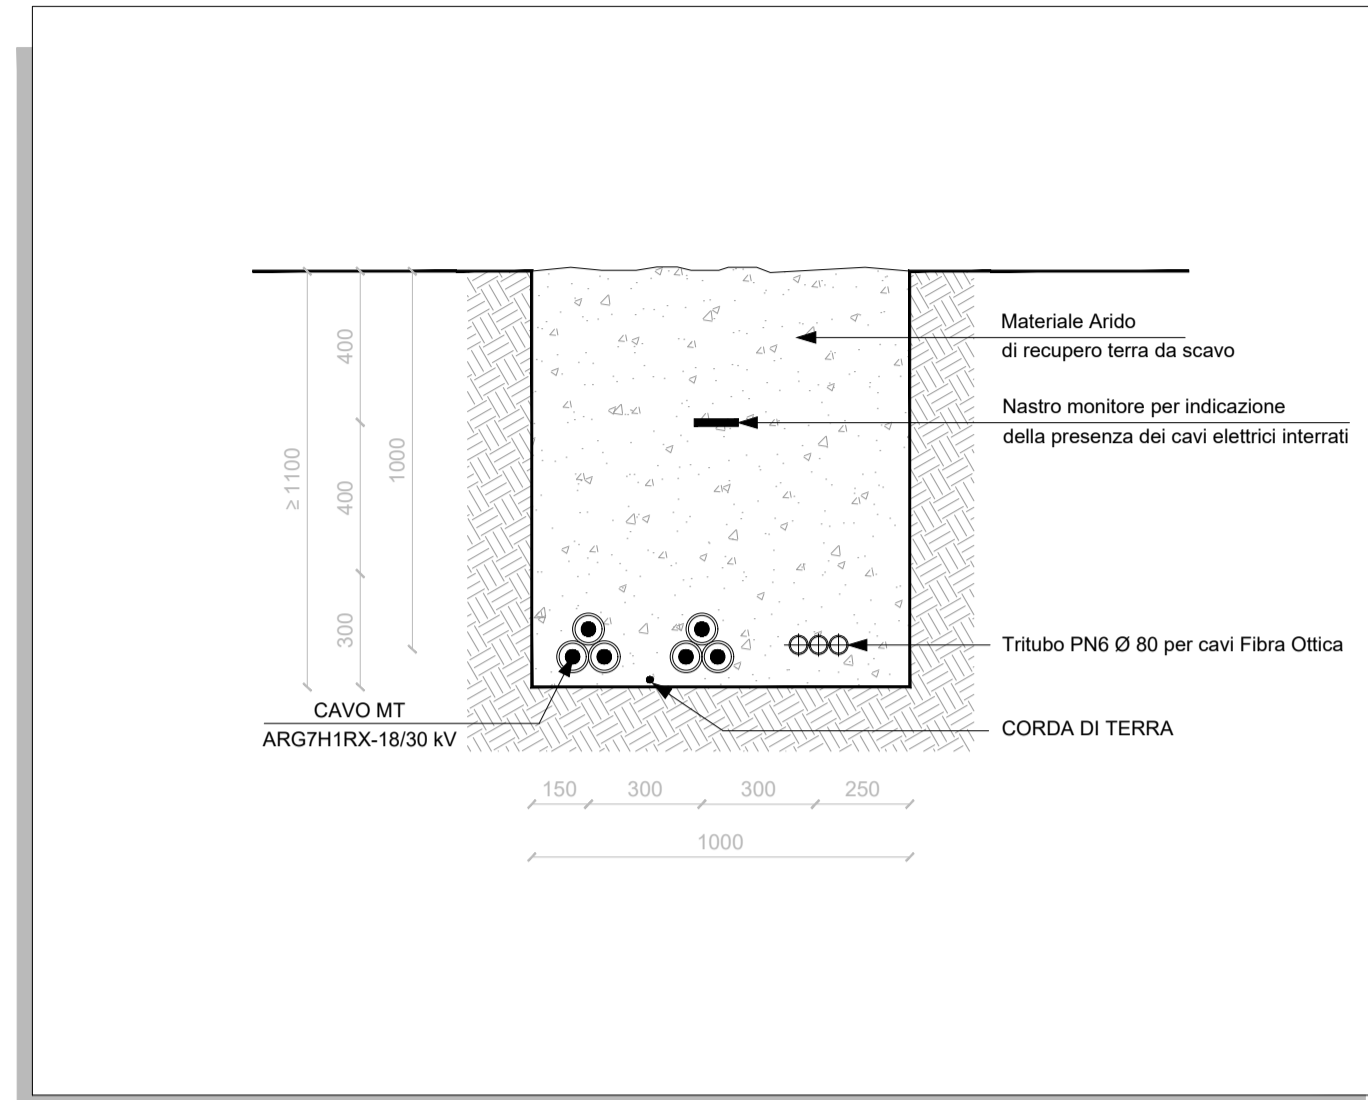 Materiale Arido
di recupero terra da scavo
Nastro monitore per indicazione
della presenza dei cavi elettrici interrati
400
1000
≥ 1100
400
300
Tritubo PN6 Ø 80 per cavi Fibra Ottica
CAVO MT
ARG7H1RX-18/30 kV
CORDA DI TERRA
150 300 300 250
1000